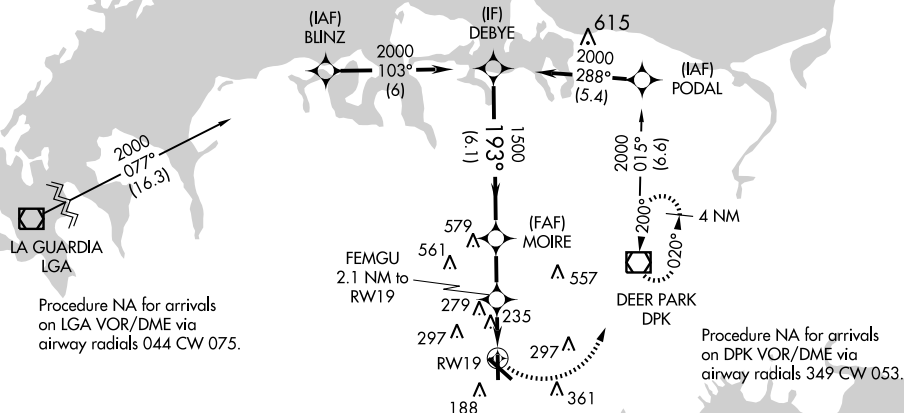 (IAF)
BLINZ
(IF)
DEBYE
615
2000
103°
(6)
2000
288°
(5.4)
(IAF)
PODAL
2000
077°
(16.3)
1500
193°
(6.1)
2000
015°
(6.6)
LA GUARDIA
LGA
200°
020°
4 NM
579
(FAF)
MOIRE
561
557
FEMGU
2.1 NM to
RW19
279
235
DEER PARK
DPK
297
297
RW19
361
188
Procedure NA for arrivals
on LGA VOR/DME via
airway radials 044 CW 075.
Procedure NA for arrivals
on DPK VOR/DME via
airway radials 349 CW 053.